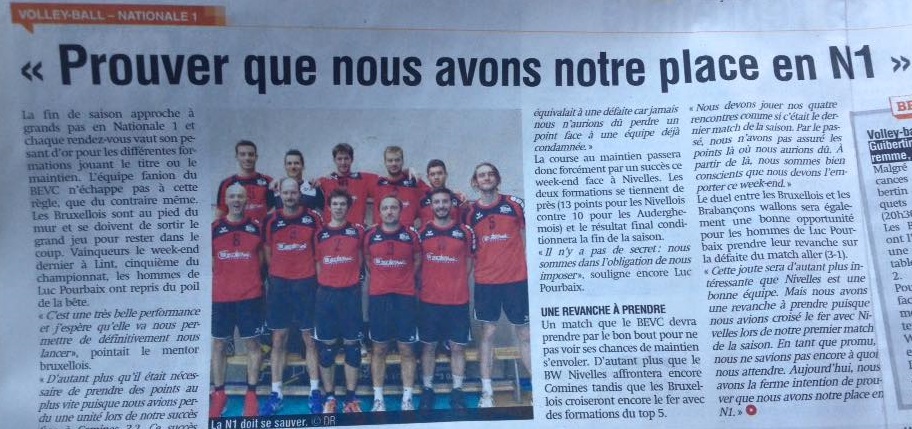 VOLLEY-BALL – NATIONALE 1
« Prouver que nous avons notre place en N1 »
La fin de saison approche à
grands pas en Nationale 1 et
chaque rendez-vous vaut son pe-
sant d'or pour les différentes for-
mations jouant le titre ou le
maintien. L'équipe fanion du
BEVC n'échappe pas à cette
règle, que du contraire même.
Les Bruxellois sont au pied du
mur et se doivent de sortir le
grand jeu pour rester dans le
coup. Vainqueurs le week-end
dernier à Lint, cinquième du
championnat, les hommes de
Luc Pourbaix ont repris du poil
de la bête.
« C'est une très belle performance
et j'espère qu'elle va nous per-
mettre de définitivement nous
lancer», pointait le mentor
bruxellois.
« D'autant plus qu'il était néces-
saire de prendre des points au
plus vite puisque nous avions per-
du une unité lors de notre succès
La N1 doit se sauver. © DR
équivalait à une défaite car jamais
nous n'aurions dû perdre un
point face à une équipe déjà
condamnée. »
La course au maintien passera
donc forcément par un succès ce
week-end face à Nivelles. Les
deux formations se tiennent de
près (13 points pour les Nivellois
contre 10 pour les Auderghe-
mois) et le résultat final condi-
tionnera la fin de la saison.
« Il n'y a pas de secret : nous
sommes dans l'obligation de nous
imposer», souligne encore Luc
Pourbaix.
UNE REVANCHE À PRENDRE
Un match que le BEVC devra
prendre par le bon bout pour ne
pas voir ses chances de maintien
s'envoler. D'autant plus que le
BW Nivelles affrontera encore
Comines tandis que les Bruxel-
lois croiseront encore le fer avec
des formations du top 5.
« Nous devons jouer nos quatre
rencontres comme si c'était le der-
nier match de la saison. Par le pas-
sé, nous n'avons pas assuré les
points là où nous aurions dû. À
partir de là, nous sommes bien
conscients que nous devons l'em-
porter ce week-end. »
Le duel entre les Bruxellois et les
Brabançons wallons sera égale-
ment une bonne opportunité
pour les hommes de Luc Pour-
baix prendre leur revanche sur
la défaite du match aller (3-1).
« Cette joute sera d'autant plus in-
téressante que Nivelles est une
bonne équipe. Mais nous avons
une revanche à prendre puisque
nous avions croisé le fer avec Ni-
velles lors de notre premier match
de la saison. En tant que promu,
nous ne savions pas encore à quoi
nous attendre. Aujourd'hui, nous
avons la ferme intention de prou-
ver que nous avons notre place en
N1. »
BE
Volley-b
Guibertin
remme,
Malgré
cances
bertin
quets
(20h30
Les B
ont l'
une
table
2.